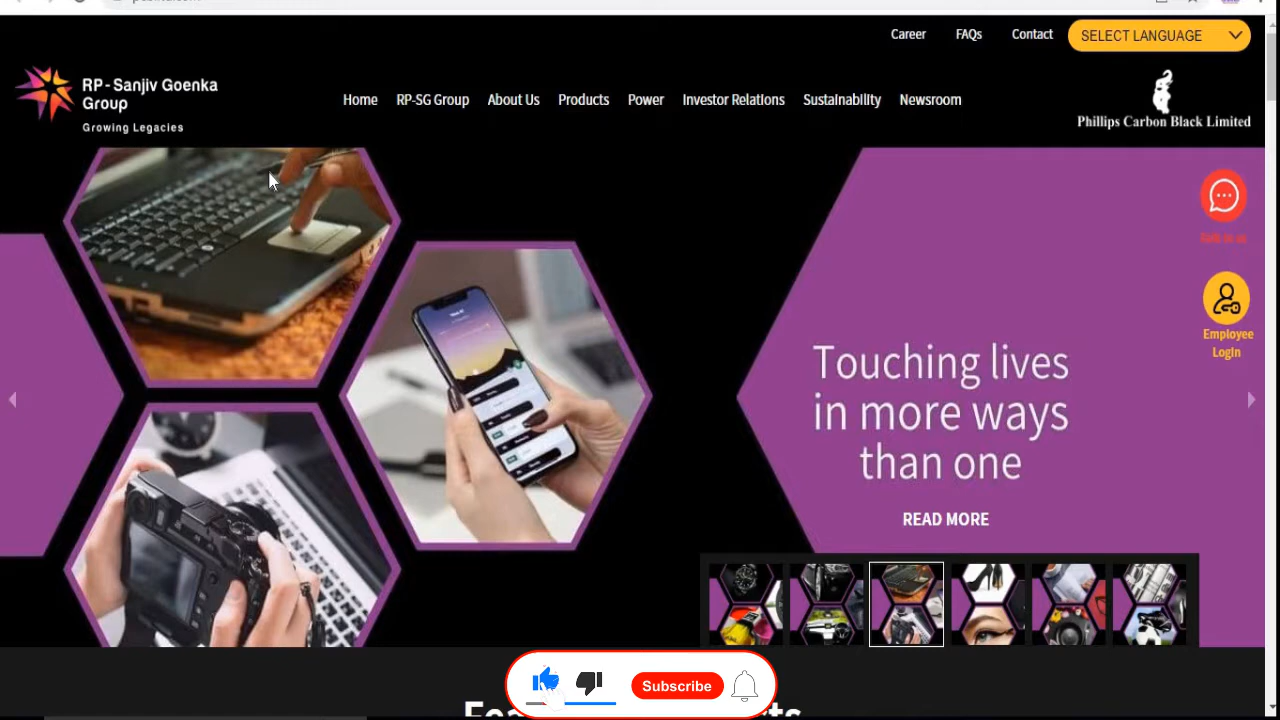 Career FAQs Contact SELECT LANGUAGE
RP-Sanjiv Goenka
Group
Growing Legacies
Home RP-SG Group About Us Products Power Investor Relations Sustainability Newsroom
Phillips Carbon Black Limited
Employee
Login
Touching lives
in more ways
than one
READ MORE
Subscribe